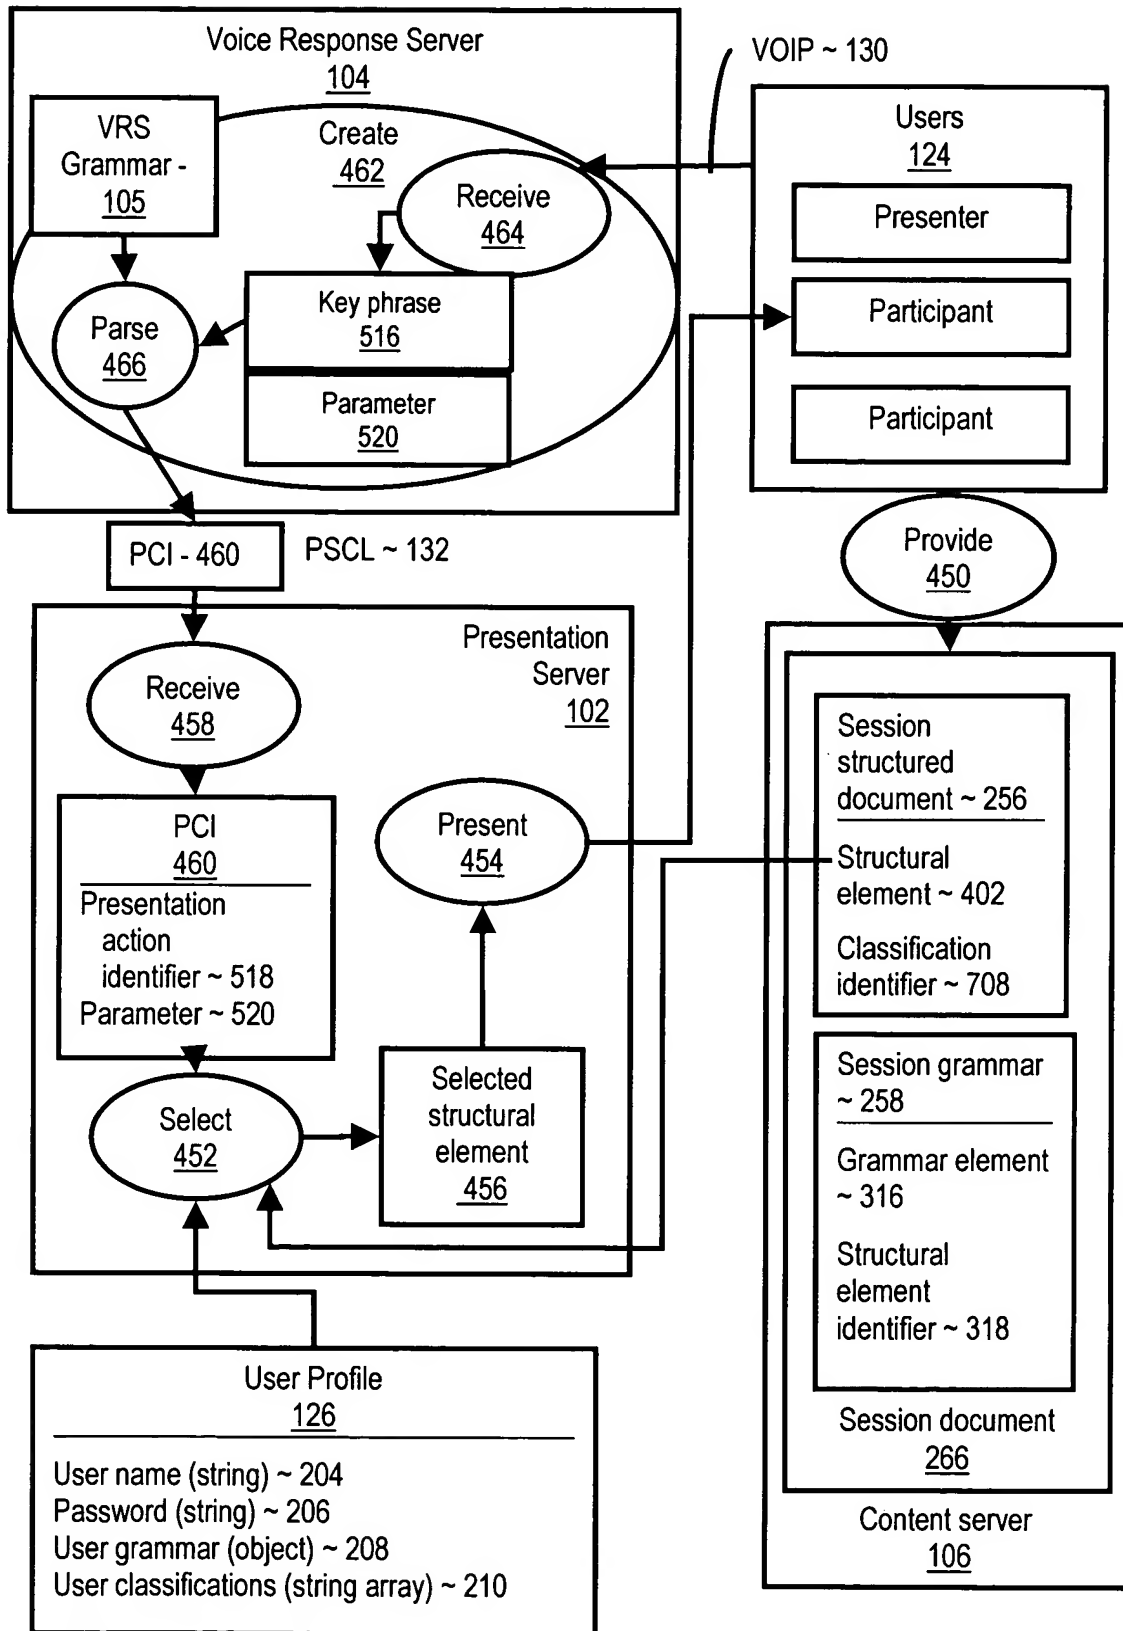 Voice Response Server
104
VRS
Grammar -
105
Create
462
Receive
464
Key phrase
516
Parse
466
Parameter
520
VOIP ~ 130
Users
124
Presenter
Participant
Participant
PCI - 460
PSCL ~ 132
Provide
450
Presentation
Server
102
Receive
458
PCI
460
Presentation
action
identifier ~ 518
Parameter ~ 520
Present
454
Select
452
Selected
structural
element
456
Session
structured
document ~ 256
Structural
element ~ 402
Classification
identifier ~ 708
Session grammar
~ 258
Grammar element
~ 316
Structural
element
identifier ~ 318
Session document
266
Content server
106
User Profile
126
User name (string) ~ 204
Password (string) ~ 206
User grammar (object) ~ 208
User classifications (string array) ~ 210